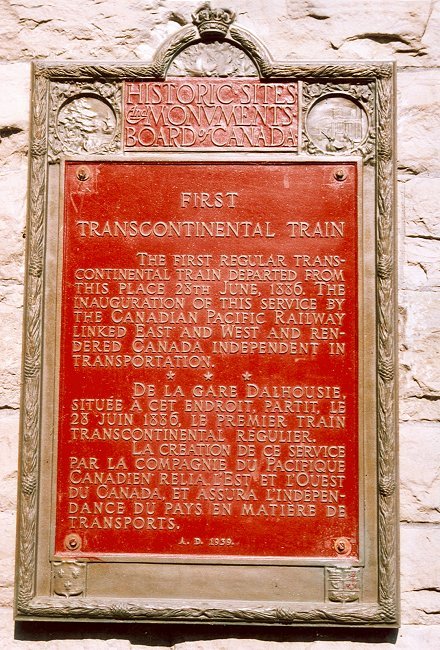 HISTORIC SITES
and MONVMENTS
BOARD of CANADA
FIRST
TRANSCONTINENTAL TRAIN
THE FIRST REGULAR TRANS-
CONTINENTAL TRAIN DEPARTED FROM
THIS PLACE 28TH JUNE, 1886. THE
INAUGURATION OF THIS SERVICE BY
THE CANADIAN PACIFIC RAILWAY
LINKED EAST AND WEST AND REN-
DERED CANADA INDEPENDENT IN
TRANSPORTATION.
* * *
DE LA GARE DALHOUSIE,
SITUÉE À CET ENDROIT, PARTIT, LE
28 JUIN 1886, LE PREMIER TRAIN
TRANSCONTINENTAL RÉGULIER.
LA CRÉATION DE CE SERVICE
PAR LA COMPAGNIE DU PACIFIQUE
CANADIEN RELIA L'EST ET L'OUEST
DU CANADA, ET ASSURA L'INDÉPEN-
DANCE DU PAYS EN MATIÈRE DE
TRANSPORTS.
A. D. 1939.